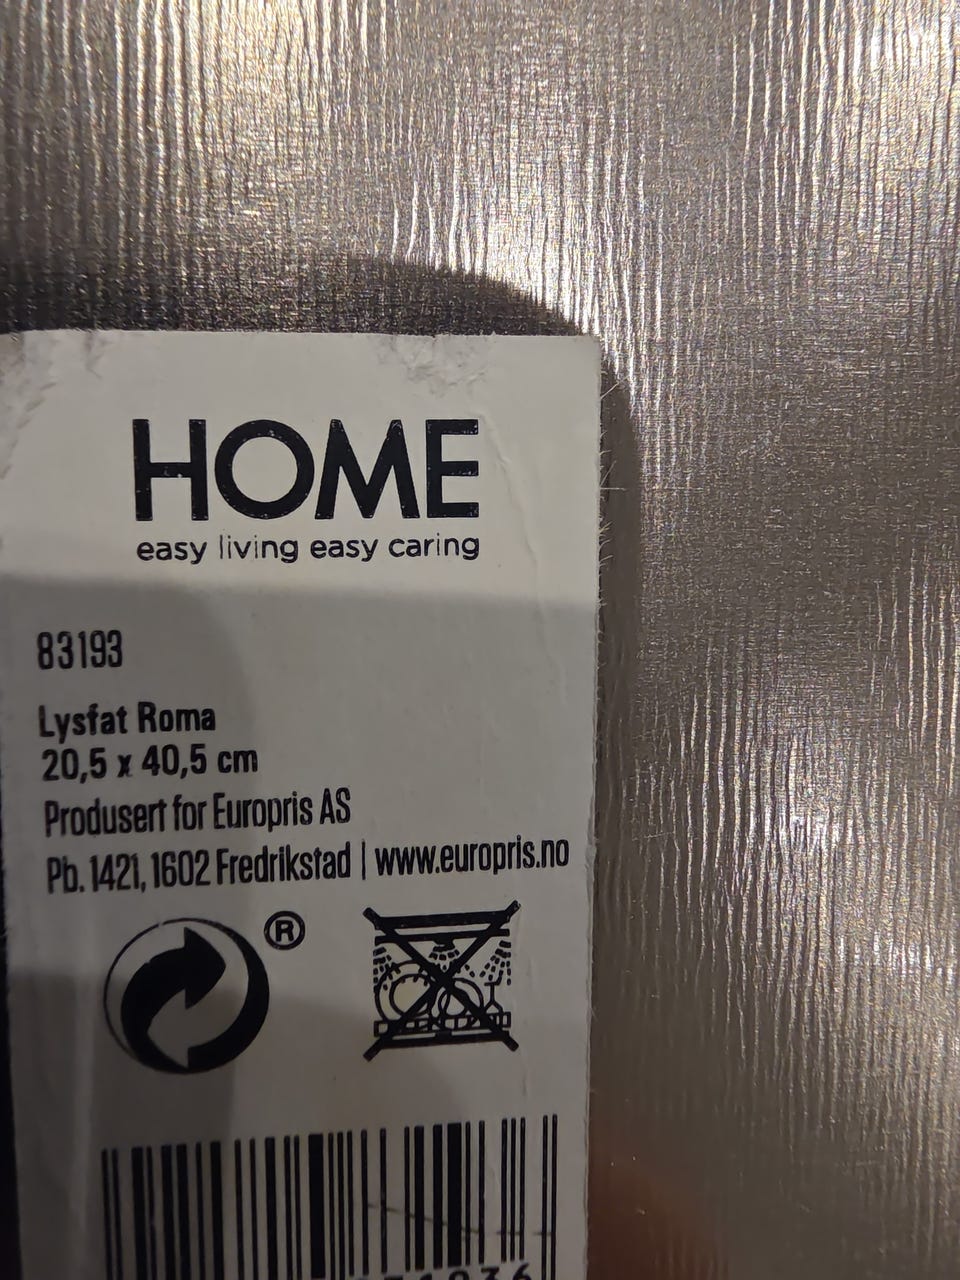 HOME
easy living easy caring
83193
Lysfat Roma
20,5 x 40,5 cm
Produsert for Europris AS
Pb. 1421, 1602 Fredrikstad | www.europris.no
®